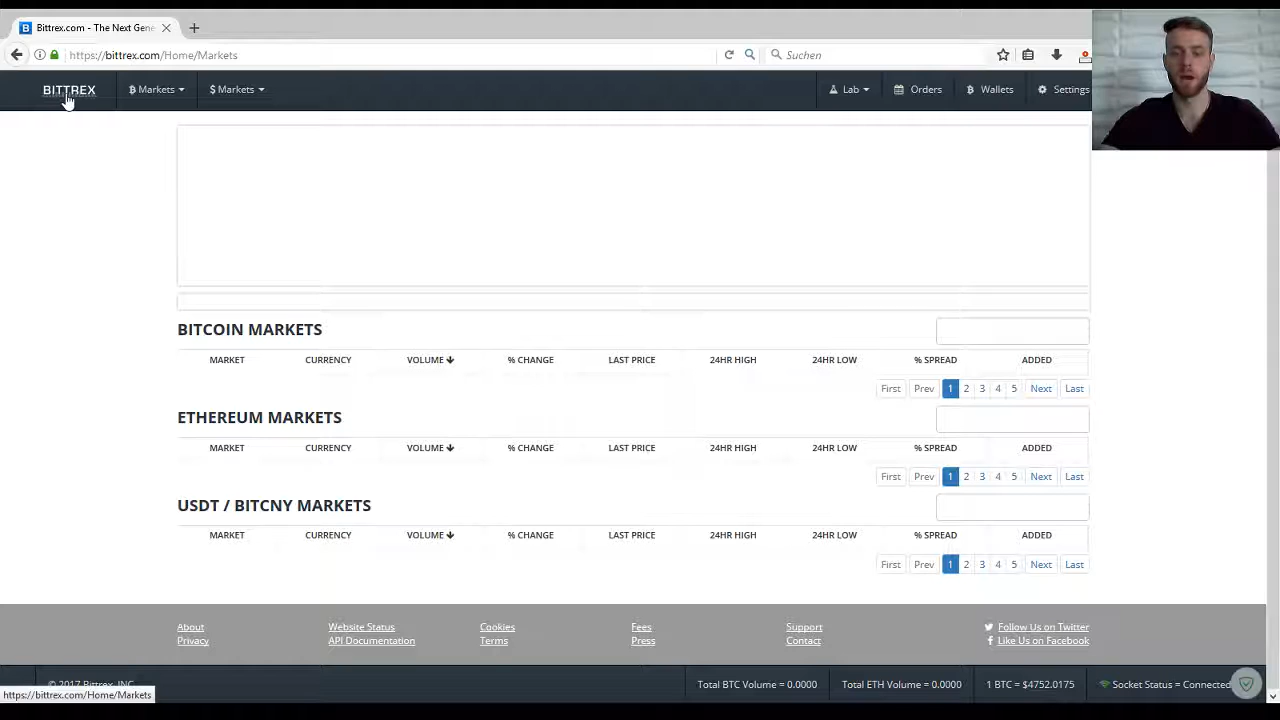 Bittrex.com - The Next Gene
https://bittrex.com/Home/Markets
Suchen
BITTREX
Markets
$ Markets
Lab
Orders
Wallets
Settings
BITCOIN MARKETS
MARKET CURRENCY VOLUME % CHANGE LAST PRICE 24HR HIGH 24HR LOW % SPREAD ADDED
First Prev 1 2 3 4 5 Next Last
ETHEREUM MARKETS
MARKET CURRENCY VOLUME % CHANGE LAST PRICE 24HR HIGH 24HR LOW % SPREAD ADDED
First Prev 1 2 3 4 5 Next Last
USDT / BITCNY MARKETS
MARKET CURRENCY VOLUME % CHANGE LAST PRICE 24HR HIGH 24HR LOW % SPREAD ADDED
First Prev 1 2 3 4 5 Next Last
About Website Status Cookies Fees Support Follow Us on Twitter
Privacy API Documentation Terms Press Contact Like Us on Facebook
© 2017 Bittrex, INC
Total BTC Volume = 0.0000 Total ETH Volume = 0.0000 1 BTC = $4752.0175 Socket Status = Connected
https://bittrex.com/Home/Markets